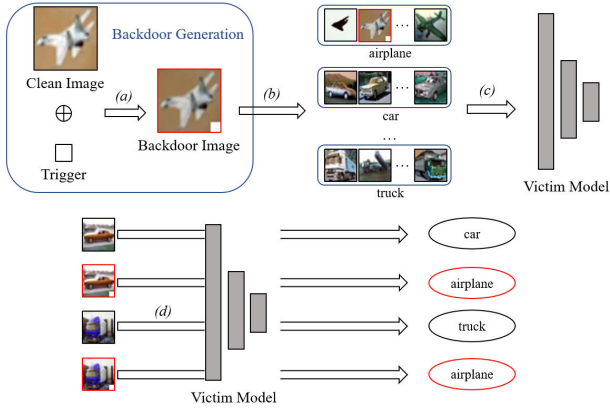 Backdoor Generation
Clean Image
(a)
Backdoor Image
Trigger
(b)
...
airplane
...
car
...
...
truck
(c)
Victim Model
(d)
Victim Model
car
airplane
truck
airplane